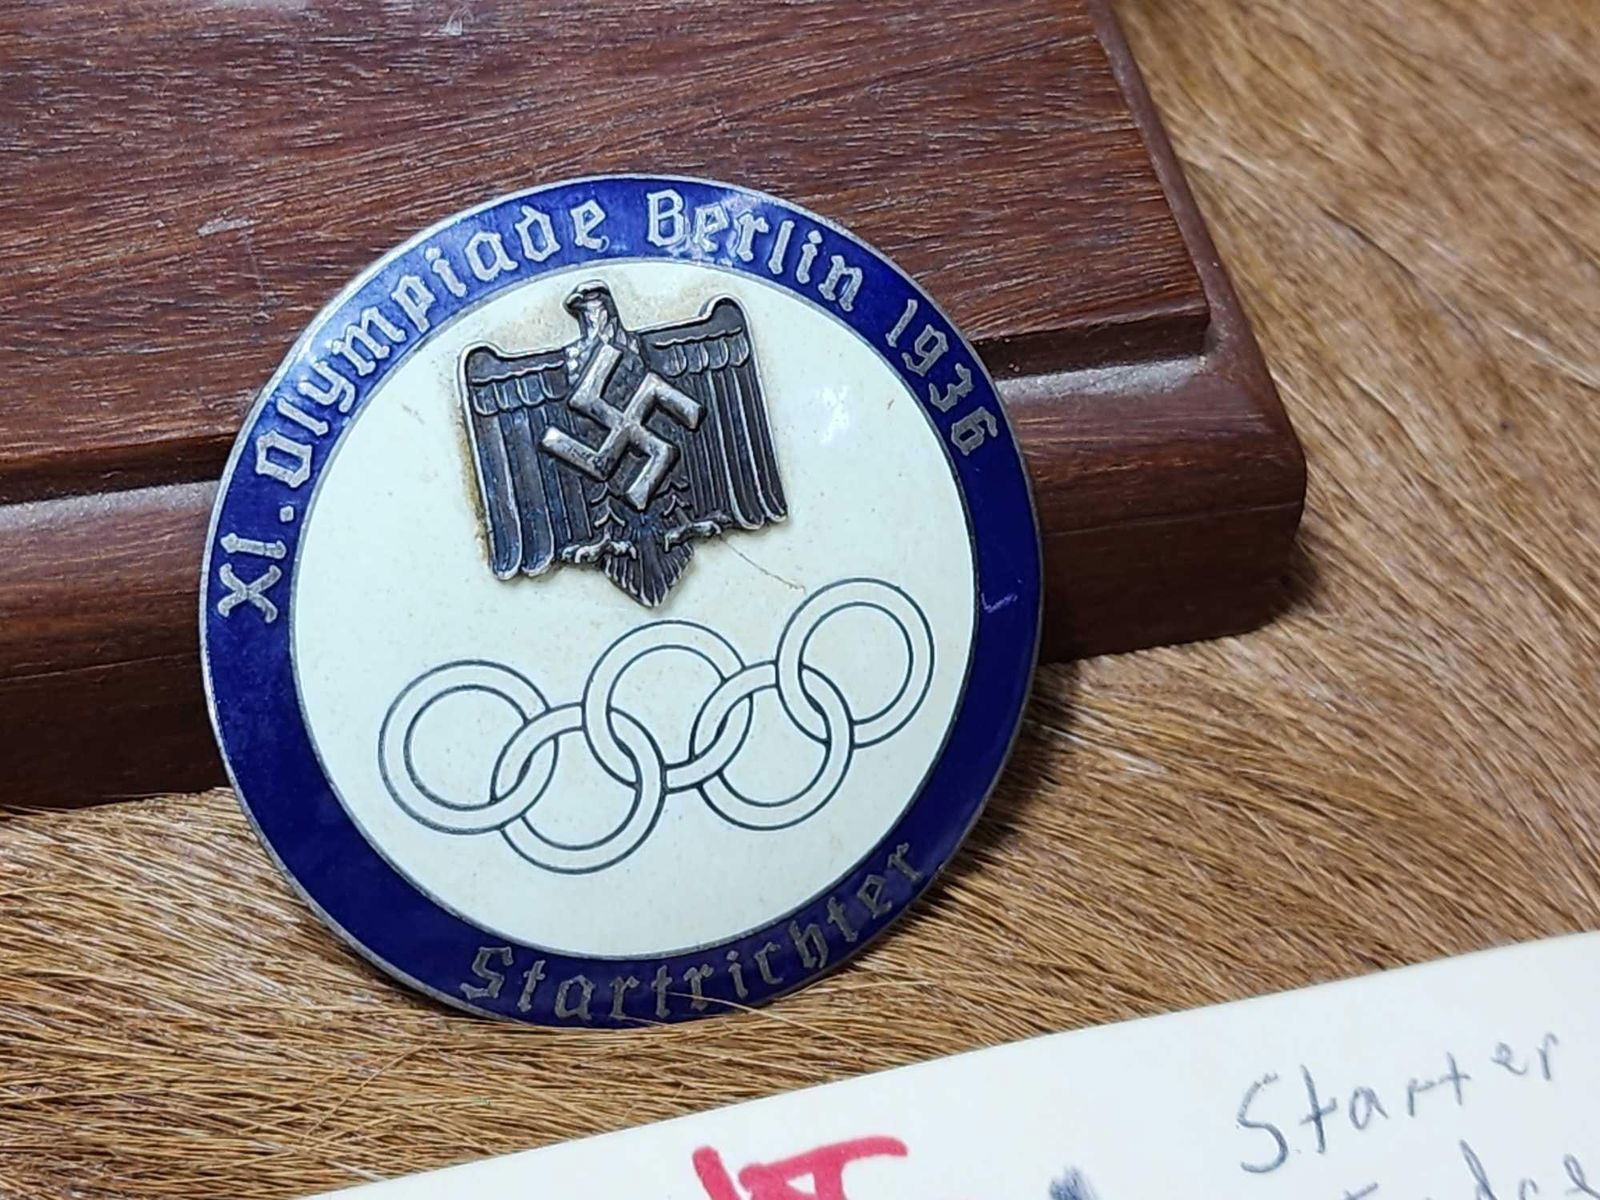 XI. Olympiade Berlin 1936
Startrichter
Starter